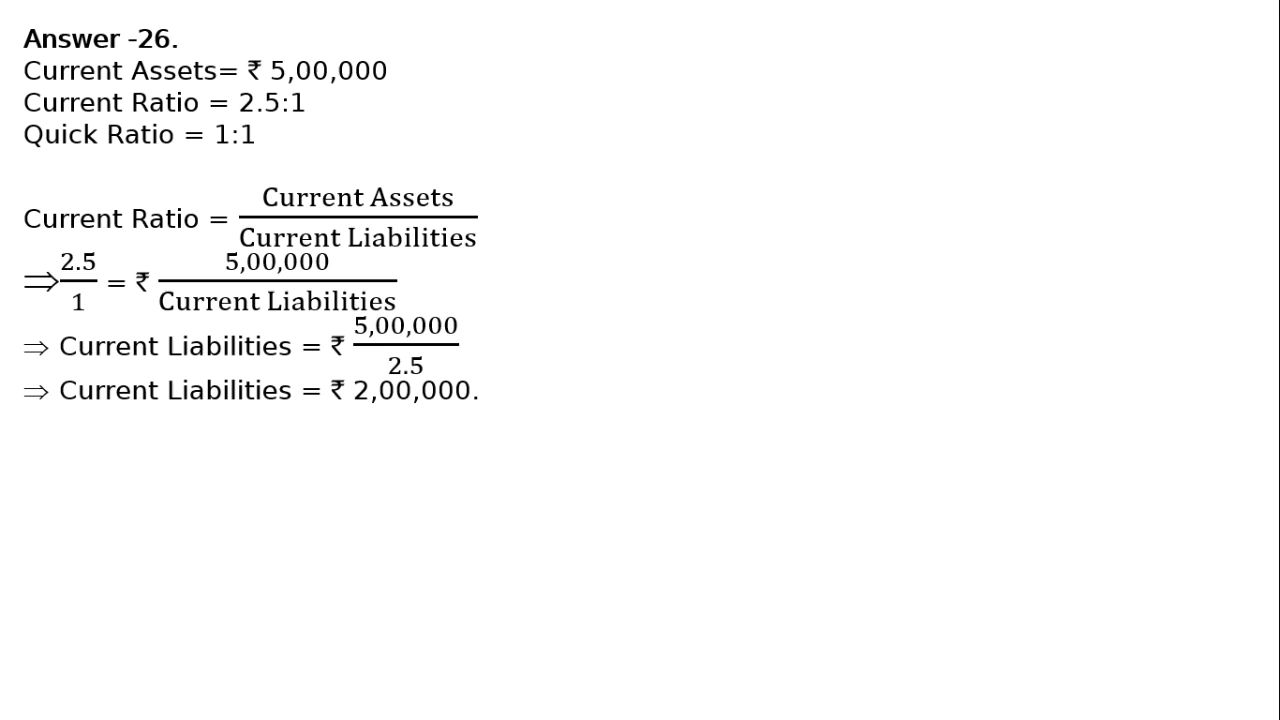 Answer -26.
Current Assets= ₹ 5,00,000
Current Ratio = 2.5:1
Quick Ratio = 1:1
Current Ratio = Current Assets / Current Liabilities
⇒ 2.5 / 1 = ₹ 5,00,000 / Current Liabilities
⇒ Current Liabilities = ₹ 5,00,000 / 2.5
⇒ Current Liabilities = ₹ 2,00,000.